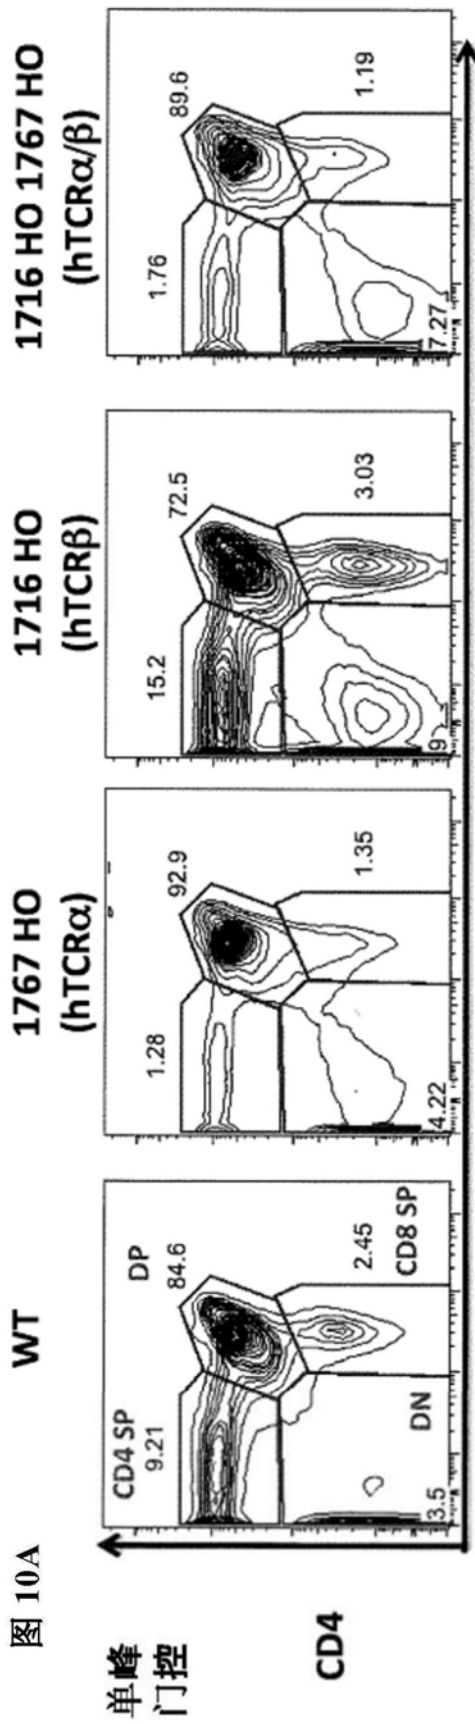 图 10A
单峰
门控
WT
1767 HO
(hTCRα)
1716 HO
(hTCRβ)
1716 HO 1767 HO
(hTCRα/β)
CD4
CD4 SP
9.21
DP
84.6
3.5
DN
2.45
CD8 SP
1.28
92.9
4.22
1.35
15.2
72.5
3.03
1.76
89.6
7.27
1.19